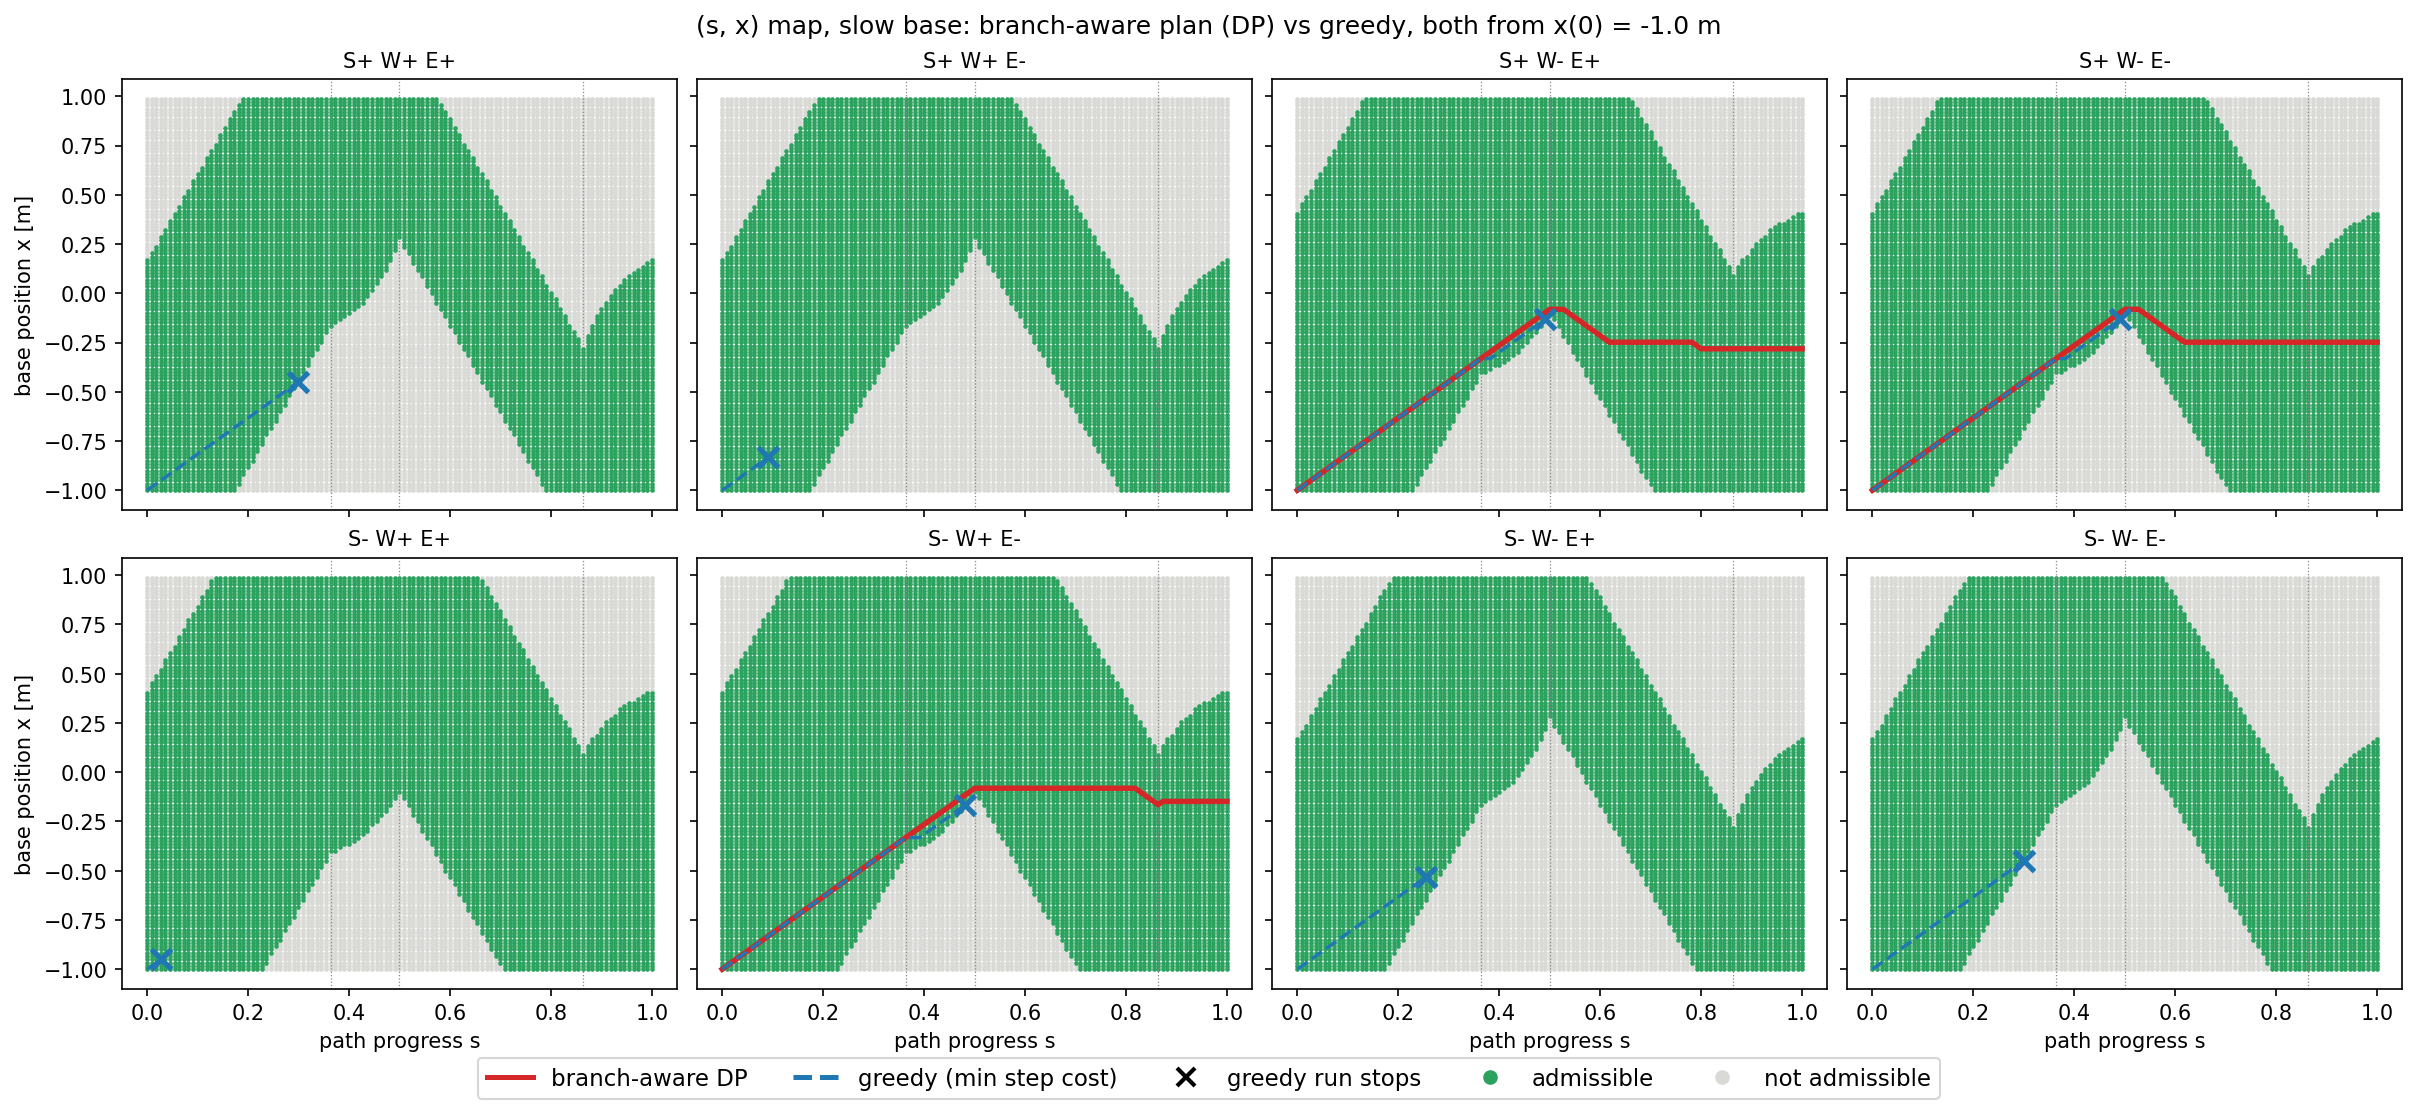 (s, x) map, slow base: branch-aware plan (DP) vs greedy, both from x(0) = -1.0 m
S+ W+ E+
S+ W+ E-
S+ W- E+
S+ W- E-
1.00
0.75
0.50
0.25
0.00
−0.25
−0.50
−0.75
−1.00
base position x [m]
S- W+ E+
S- W+ E-
S- W- E+
S- W- E-
1.00
0.75
0.50
0.25
0.00
−0.25
−0.50
−0.75
−1.00
base position x [m]
0.0 0.2 0.4 0.6 0.8 1.0
0.0 0.2 0.4 0.6 0.8 1.0
0.0 0.2 0.4 0.6 0.8 1.0
0.0 0.2 0.4 0.6 0.8 1.0
path progress s
path progress s
path progress s
path progress s
branch-aware DP
greedy (min step cost)
greedy run stops
admissible
not admissible